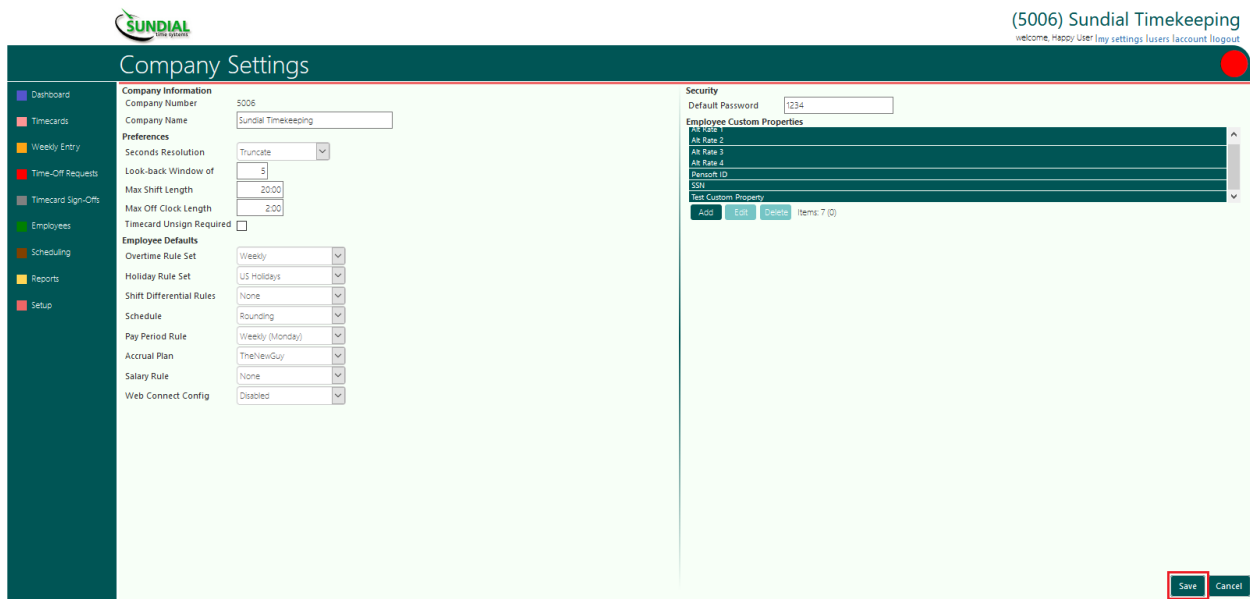 SUNDIAL
time systems
(5006) Sundial Timekeeping
welcome, Happy User |my settings |users |account |logout
Company Settings
Dashboard
Timecards
Weekly Entry
Time-Off Requests
Timecard Sign-Offs
Employees
Scheduling
Reports
Setup
Company Information
Company Number 5006
Company Name Sundial Timekeeping
Preferences
Seconds Resolution Truncate
Look-back Window of 5
Max Shift Length 20:00
Max Off Clock Length 2:00
Timecard Unsign Required
Employee Defaults
Overtime Rule Set Weekly
Holiday Rule Set US Holidays
Shift Differential Rules None
Schedule Rounding
Pay Period Rule Weekly (Monday)
Accrual Plan TheNewGuy
Salary Rule None
Web Connect Config Disabled
Security
Default Password 1234
Employee Custom Properties
Alt Rate 1
Alt Rate 2
Alt Rate 3
Alt Rate 4
Pensoft ID
SSN
Test Custom Property
Add Edit Delete Items: 7 (0)
Save Cancel